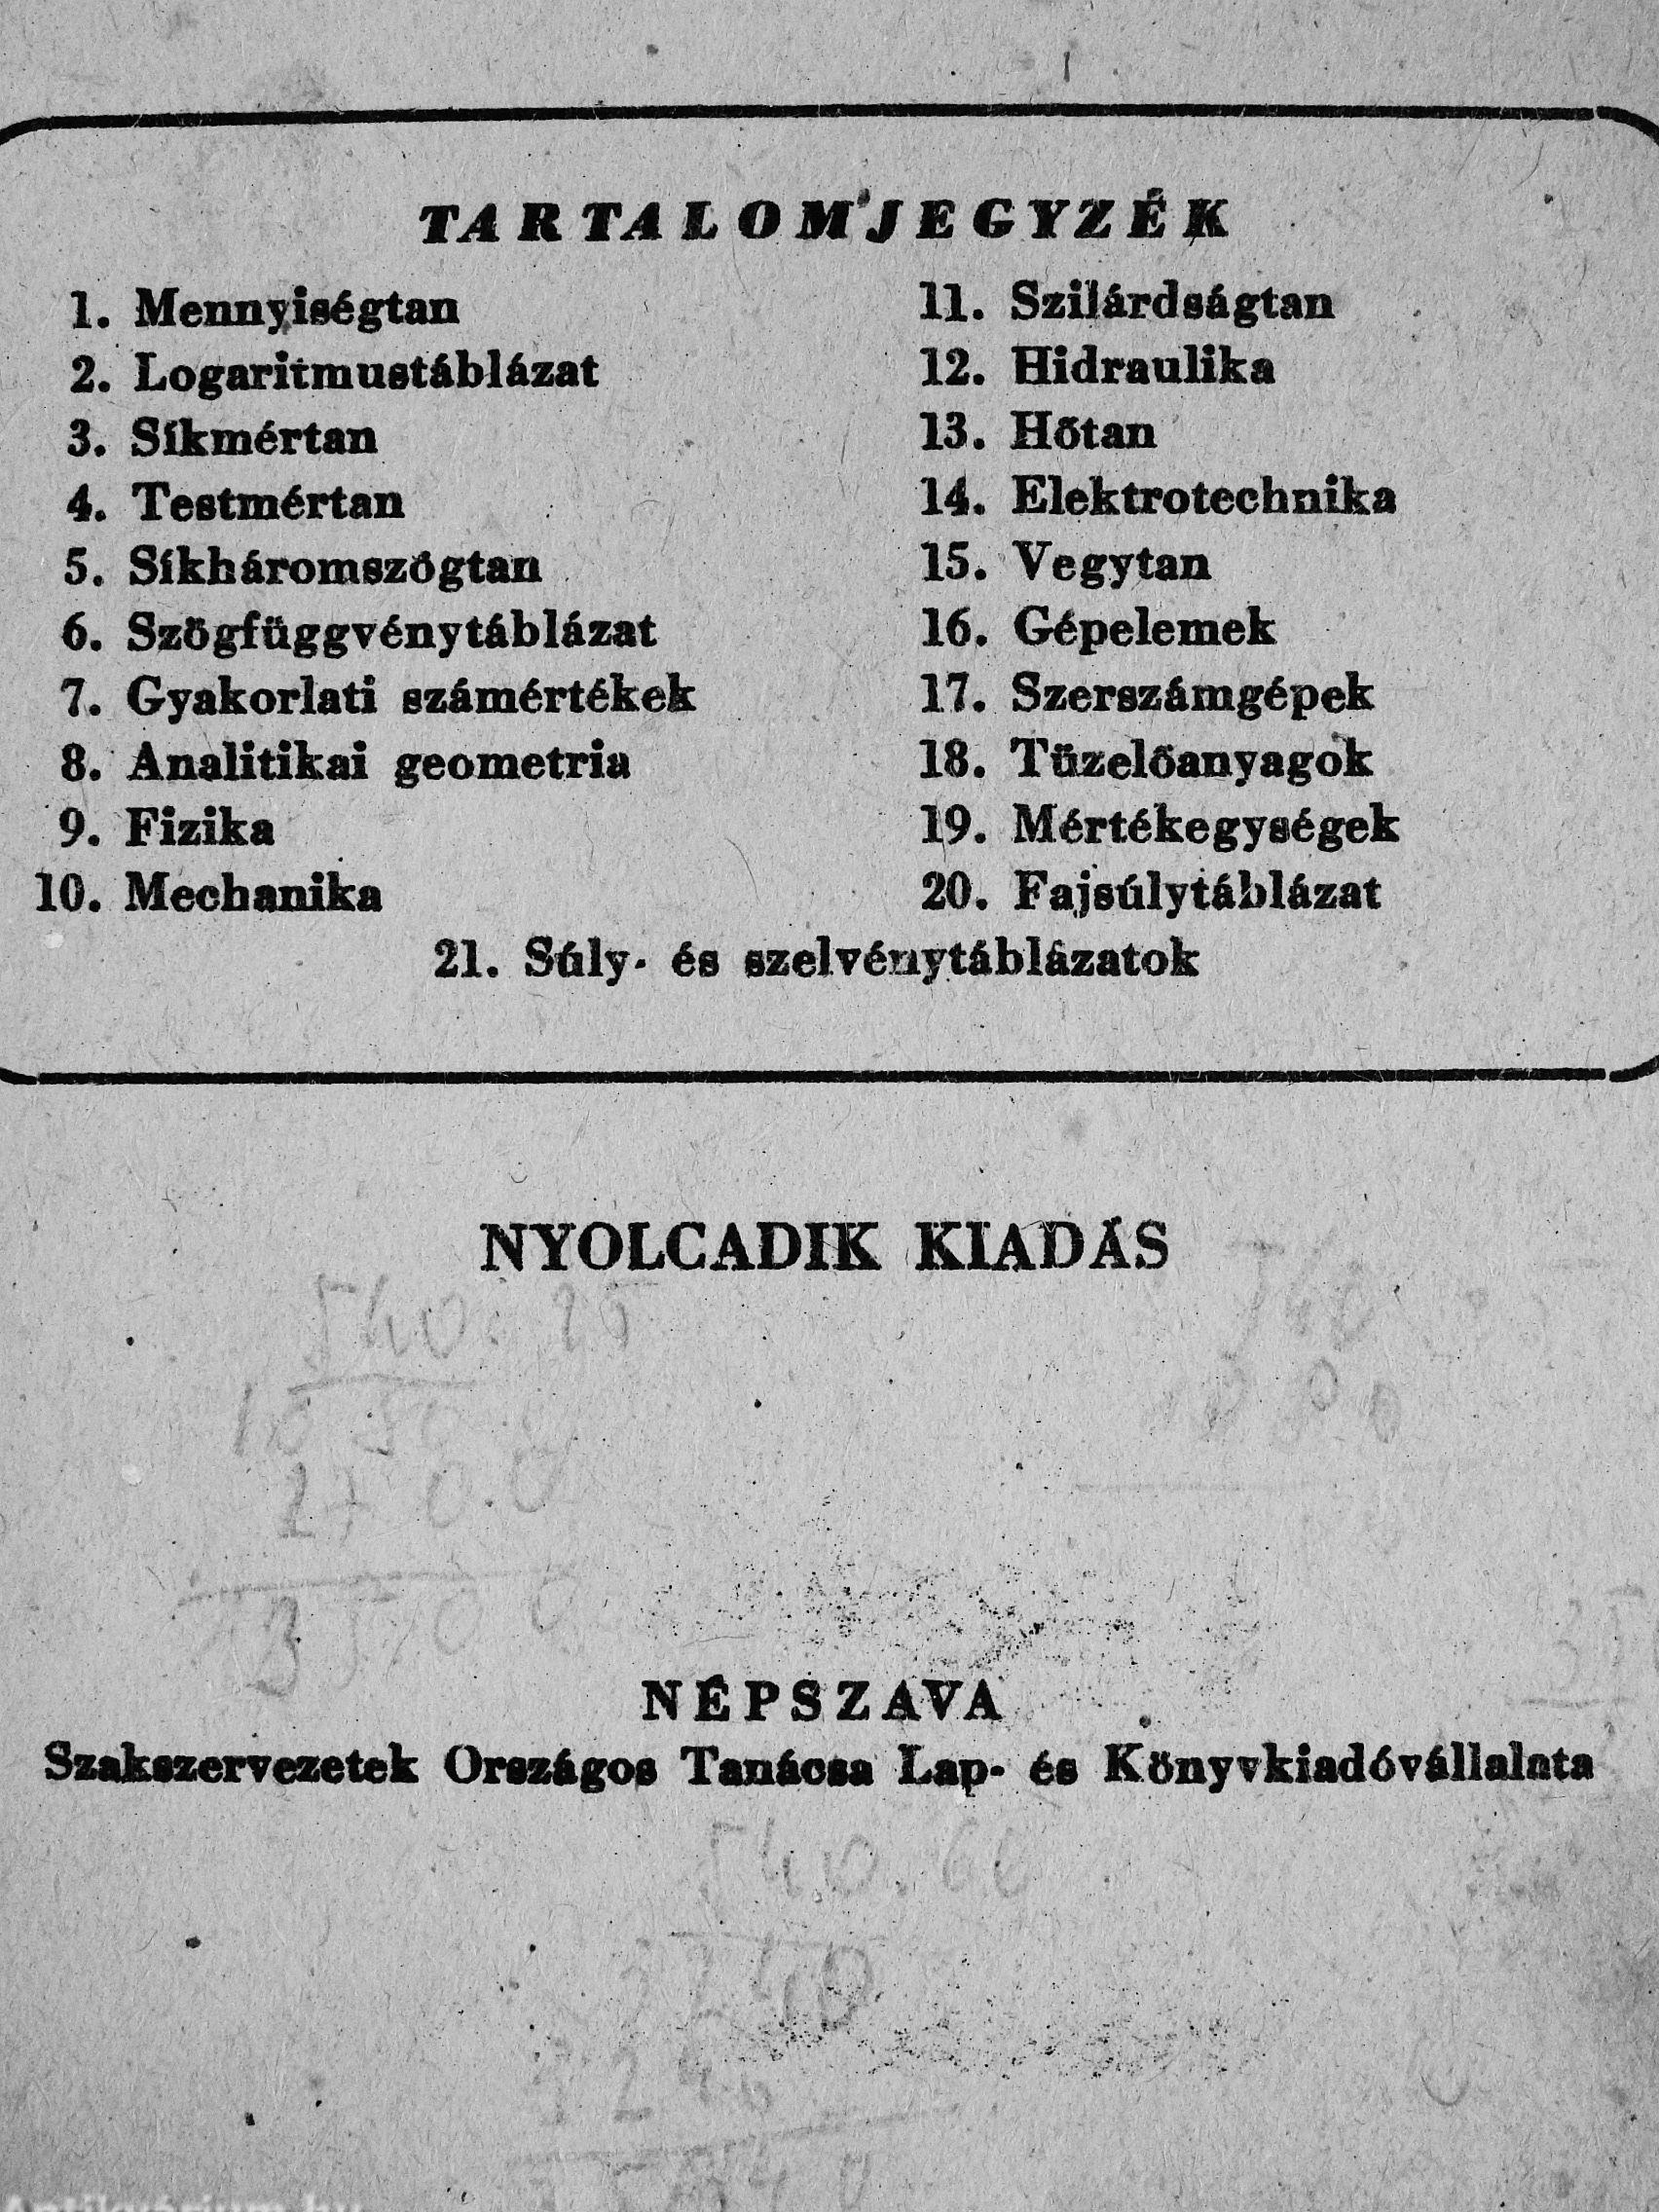 TARTALOMJEGYZÉK
1. Mennyiségtan
2. Logaritmustáblázat
3. Síkmértan
4. Testmértan
5. Síkháromszögtan
6. Szögfüggvénytáblázat
7. Gyakorlati számértékek
8. Analitikai geometria
9. Fizika
10. Mechanika
11. Szilárdságtan
12. Hidraulika
13. Hőtan
14. Elektrotechnika
15. Vegytan
16. Gépelemek
17. Szerszámgépek
18. Tüzelőanyagok
19. Mértékegységek
20. Fajsúlytáblázat
21. Súly- és szelvénytáblázatok
NYOLCADIK KIADÁS
NÉPSZAVA
Szakszervezetek Országos Tanácsa Lap- és Könyvkiadóvállalata
540.